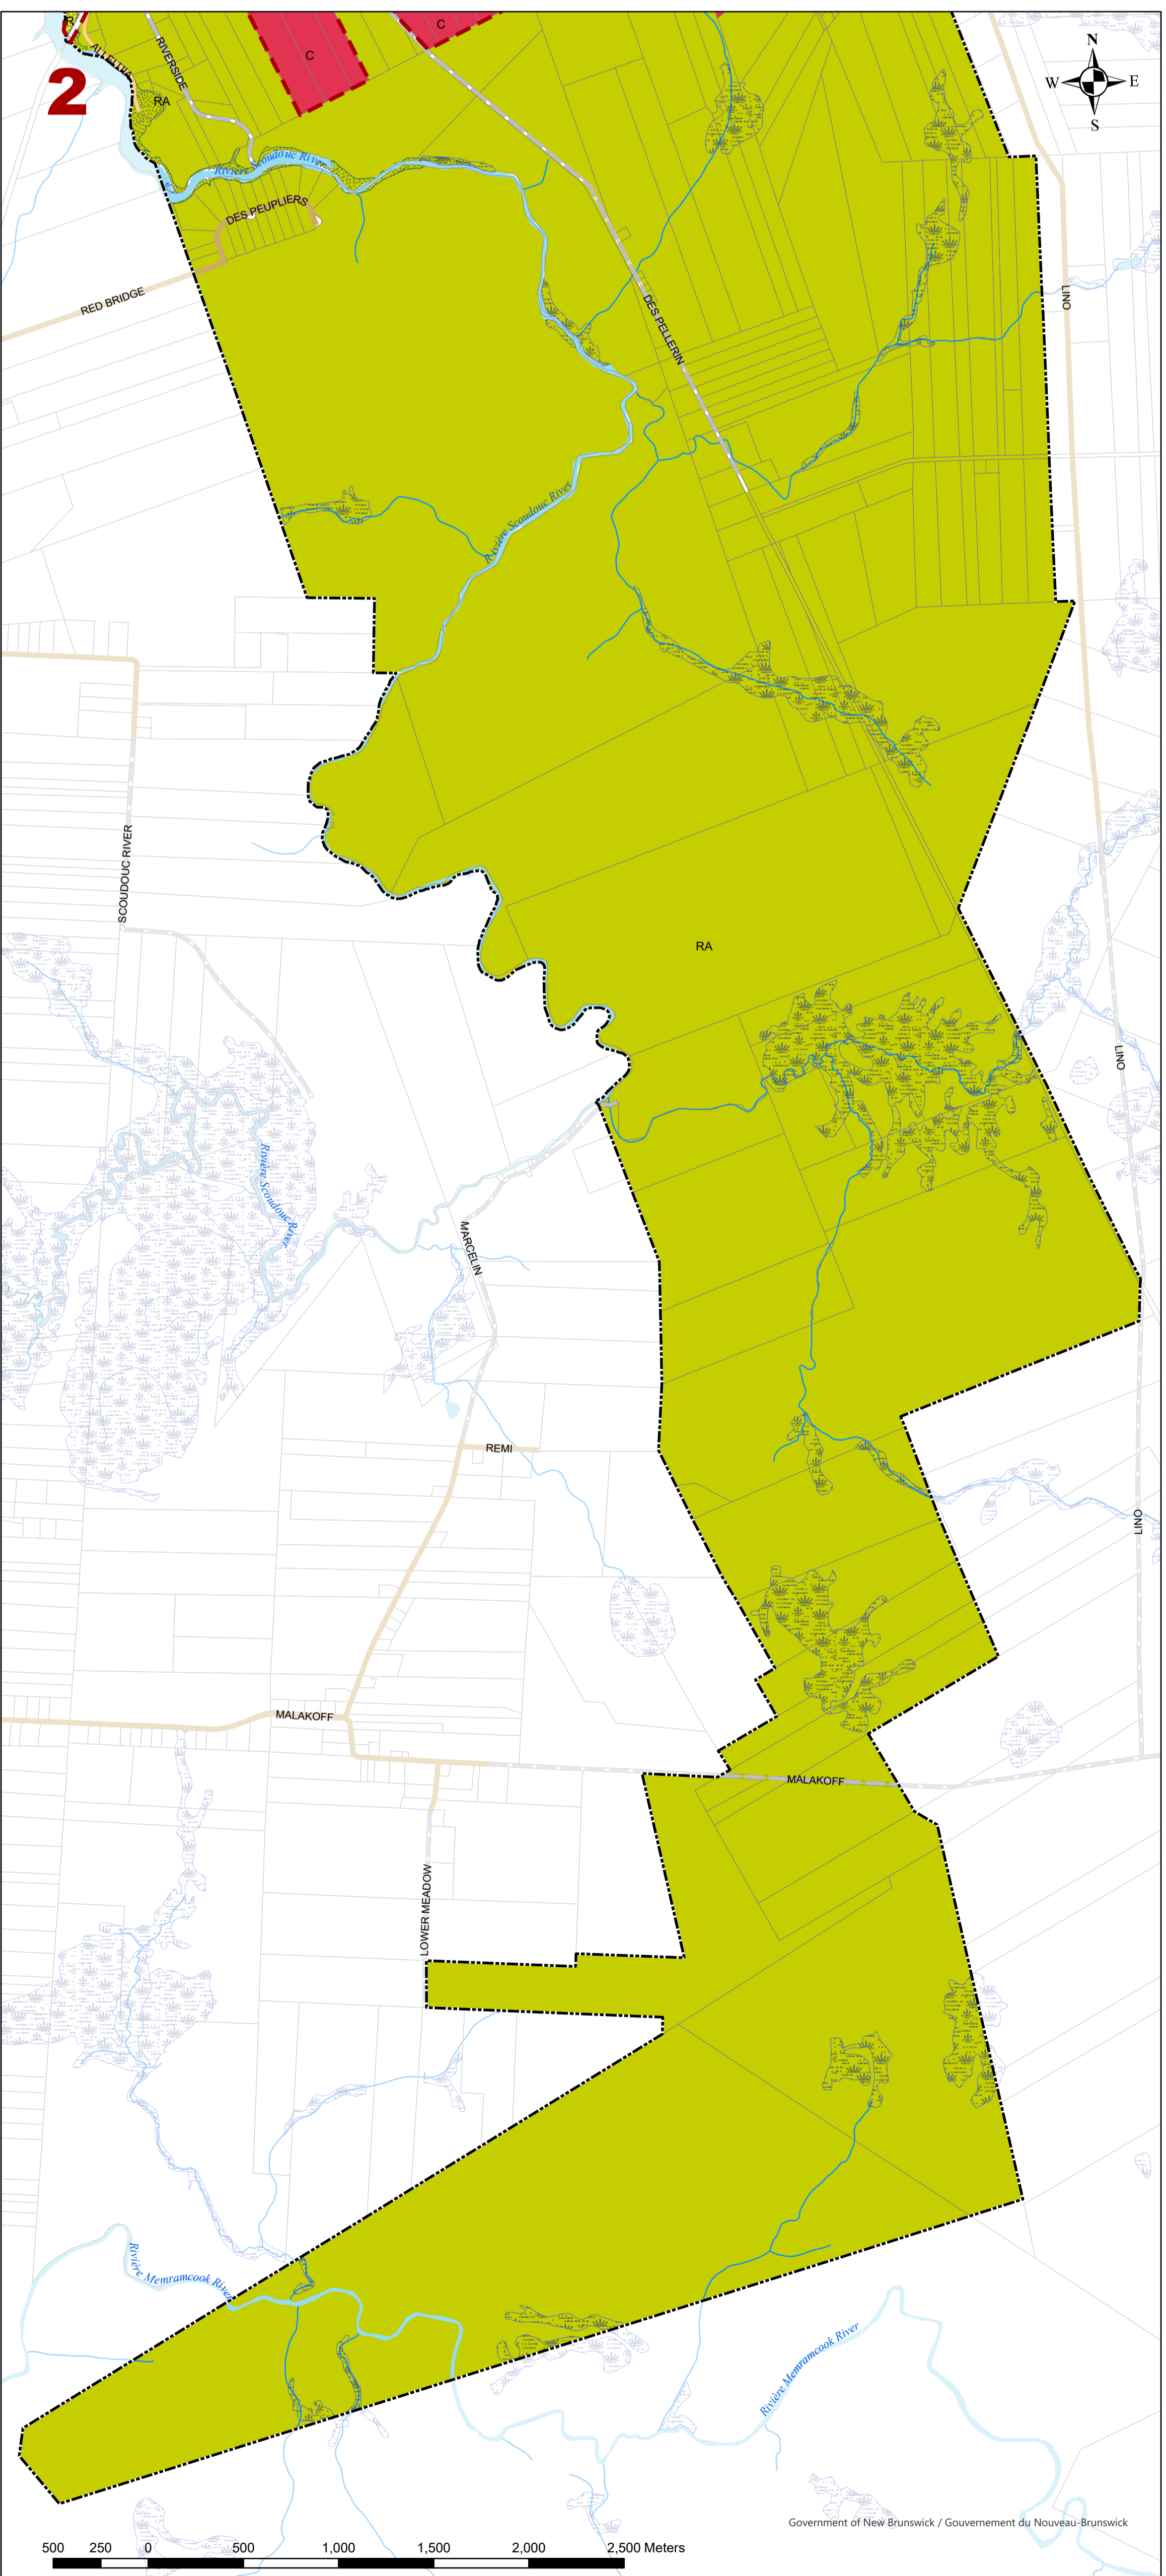 R
C
C
N
W E
S
ALLELUIA
RIVERSIDE
2
RA
Rivière Scoudouc River
DES PEUPLIERS
RED BRIDGE
LINO
DES PELLERIN
Rivière Scoudouc River
SCOUDOUC RIVER
RA
LINO
Rivière Scoudouc River
MARCELIN
REMI
LINO
MALAKOFF
MALAKOFF
LOWER MEADOW
Rivière Memramcook River
Rivière Memramcook River
Government of New Brunswick / Gouvernement du Nouveau-Brunswick
500 250 0 500 1,000 1,500 2,000 2,500 Meters